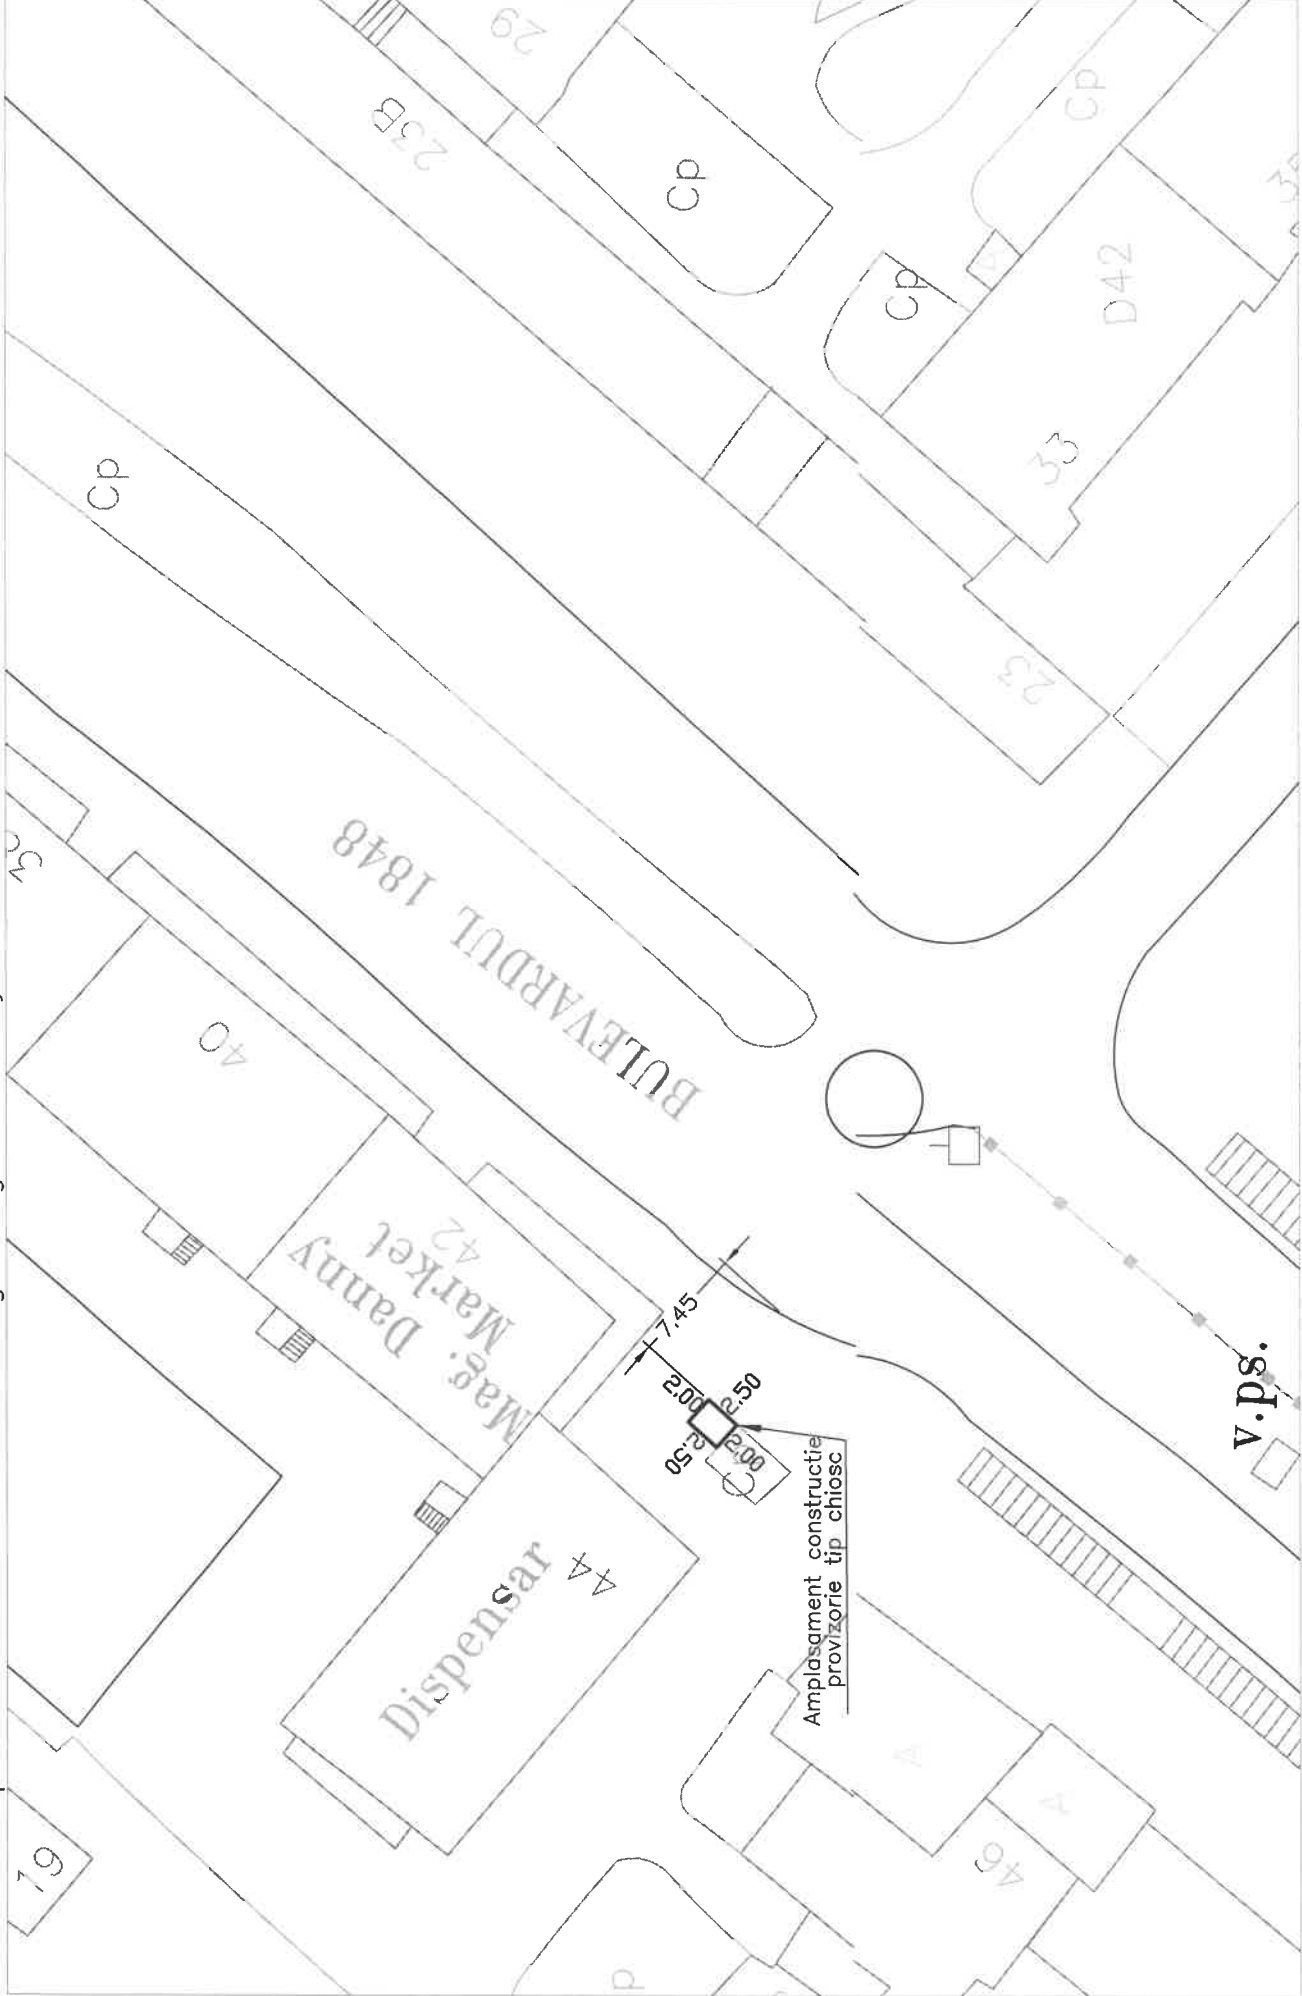 29
23B
Cp
Cp
Cp
Cp
D42
33
23
BULEVARDUL 1848
40
42
Mag. Danny
Market
7.45
2.00
2.50
2.00
2.50
Amplasament constructie
provizorie tip chiosc
Dispensar
S
44
v.ps.
19
A
A
46